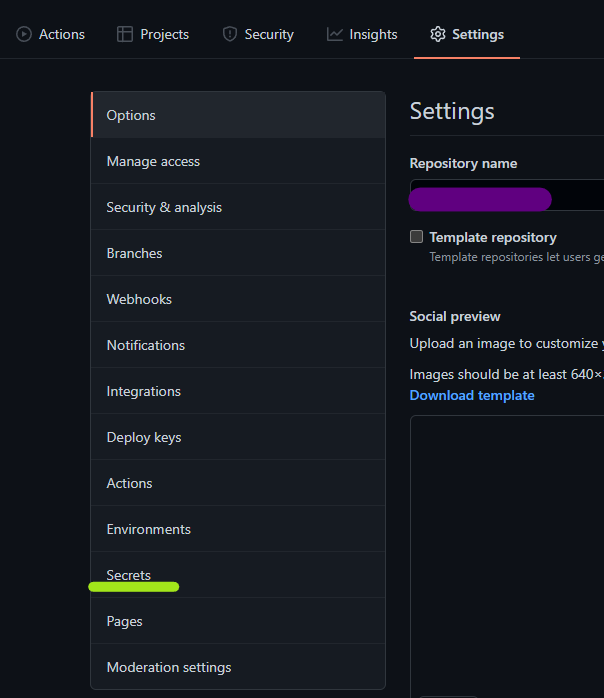 Actions Projects Security Insights Settings
Options
Manage access
Security & analysis
Branches
Webhooks
Notifications
Integrations
Deploy keys
Actions
Environments
Secrets
Pages
Moderation settings
Settings
Repository name
Template repository
Template repositories let users
Social preview
Upload an image to customize
Images should be at least 640×
Download template